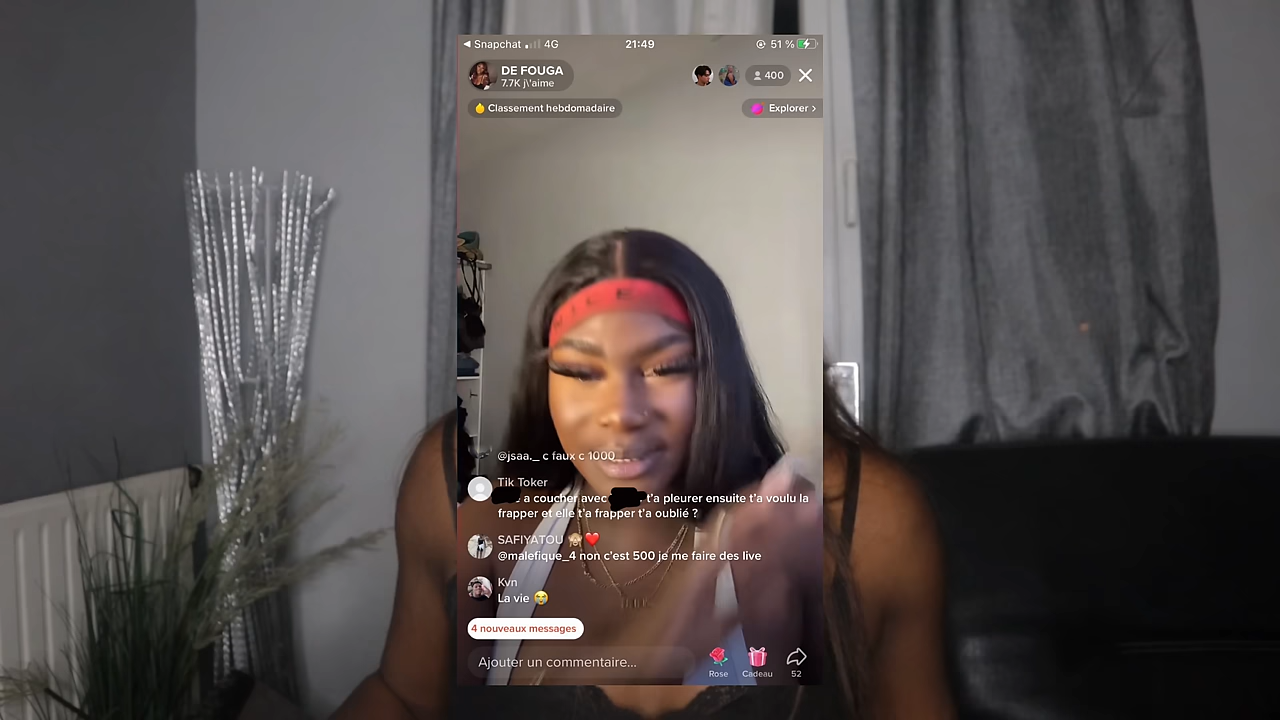 Snapchat 4G
21:49
51 %
DE FOUGA
7.7K j\'aime
400
Classement hebdomadaire
Explorer >
NICE
@jsaa._ c faux c 1000
Tik Toker
a coucher avec t'a pleurer ensuite t'a voulu la
frapper et elle t'a frapper t'a oublié ?
SAFIYATOU
@malefique_4 non c'est 500 je me faire des live
Kvn
La vie
4 nouveaux messages
Ajouter un commentaire...
Rose
Cadeau
52